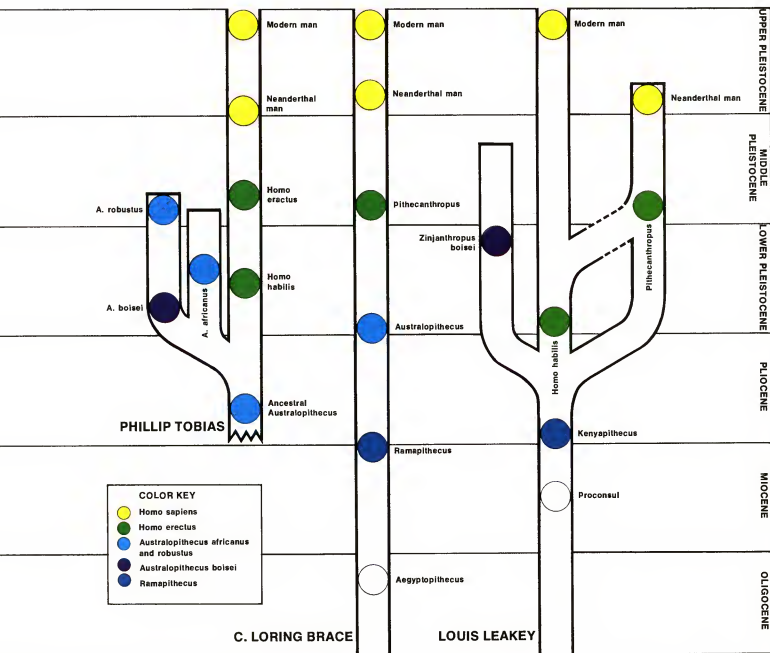 Modern man
Neanderthal
man
Homo
eractus
Homo
habilis
A. robustus
A. boisei
A. africanus
Ancestral
Australopithecus
PHILLIP TOBIAS
Modern man
Neanderthal man
Pithecanthropus
Australopithecus
Ramapithecus
Aegyptopithecus
C. LORING BRACE
Modern man
Neanderthal man
Zinjanthropus
boisei
Pithecanthropus
Homo habilis
Kenyapithecus
Proconsul
LOUIS LEAKEY
UPPER PLEISTOCENE
MIDDLE
PLEISTOCENE
LOWER PLEISTOCENE
PLIOCENE
MIOCENE
OLIGOCENE
COLOR KEY
Homo sapiens
Homo erectus
Australopithecus africanus
and robustus
Australopithecus boisei
Ramapithecus